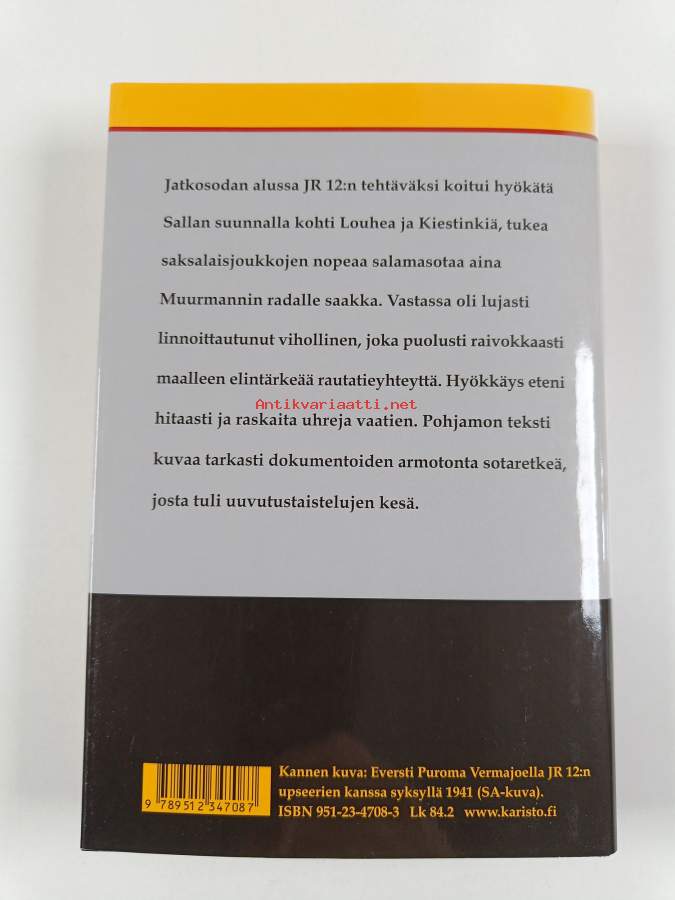 Jatkosodan alussa JR 12:n tehtäväksi koitui hyökätä
Sallan suunnalla kohti Louhea ja Kiestinkiä, tukea
saksalaisjoukkojen nopeaa salamasotaa aina
Muurmannin radalle saakka. Vastassa oli lujasti
linnoittautunut vihollinen, joka puolusti raivokkaasti
maalleen elintärkeää rautatieyhteyttä. Hyökkäys eteni
Antikvariaatti.net
hitaasti ja raskaita uhreja vaatien. Pohjamon teksti
kuvaa tarkasti dokumentoiden armotonta sotaretkeä,
josta tuli uuvutustaistelujen kesä.
Kannen kuva: Eversti Puroma Vermajoella JR 12:n
upseerien kanssa syksyllä 1941 (SA-kuva).
ISBN 951-23-4708-3 Lk 84.2 www.karisto.fi
9 789512 347087